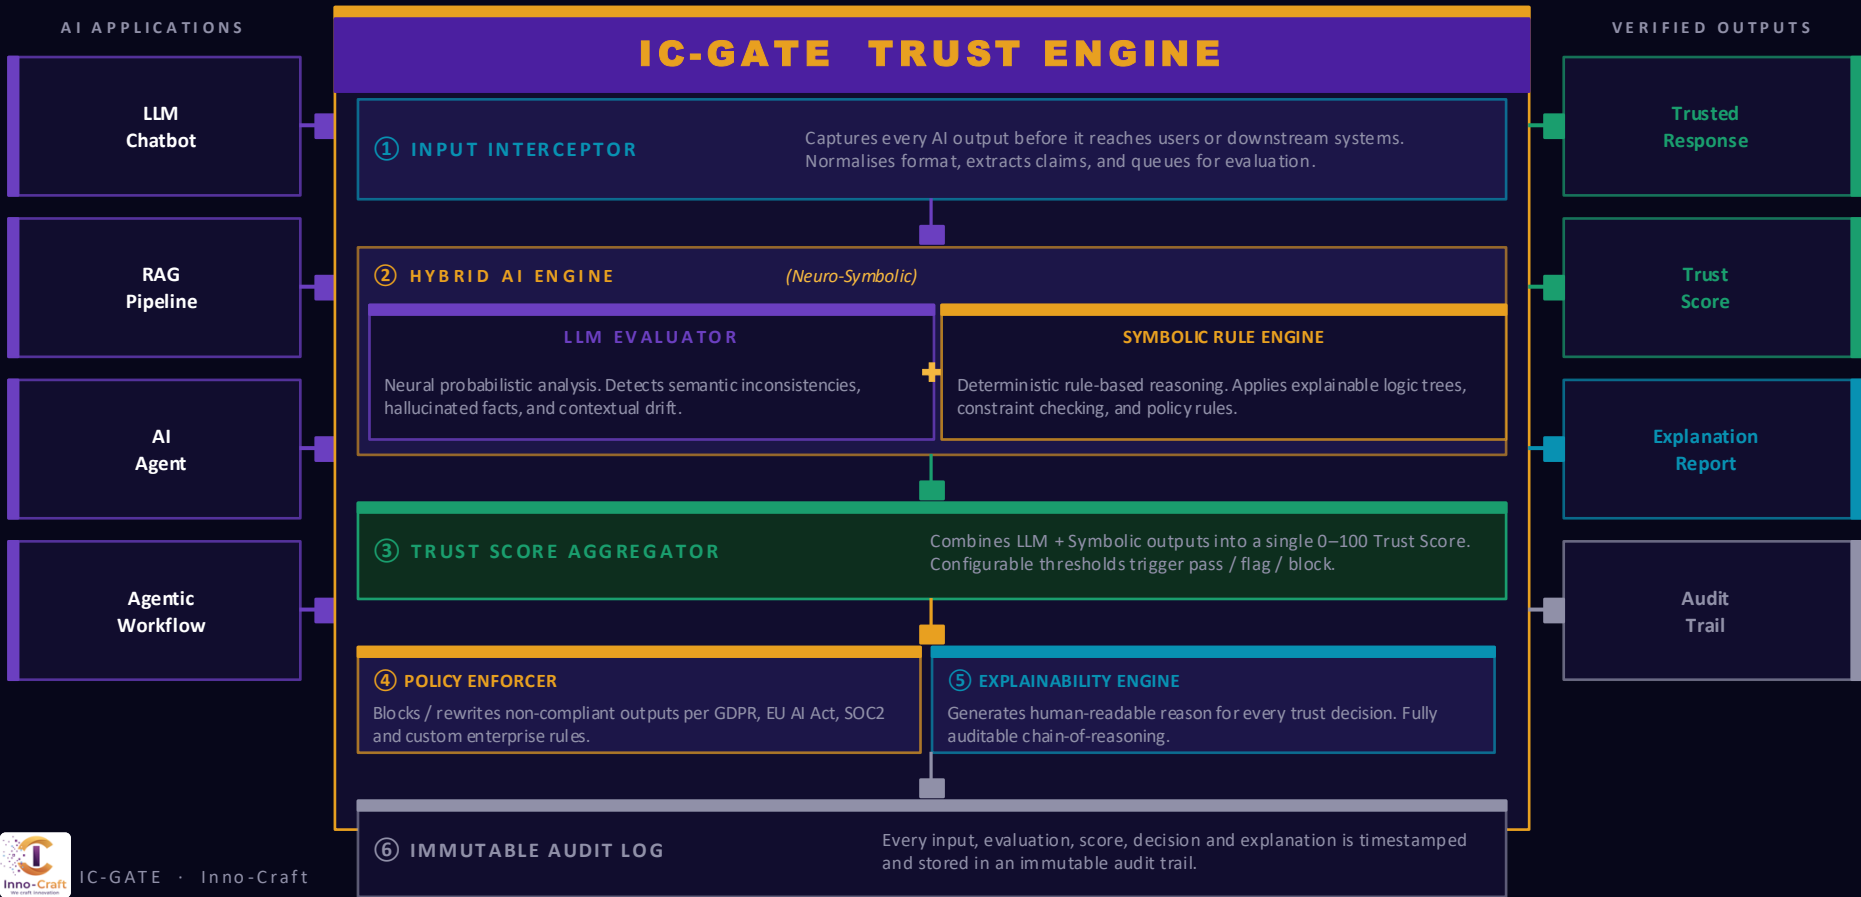 AI APPLICATIONS
LLM
Chatbot
RAG
Pipeline
AI
Agent
Agentic
Workflow
IC-GATE TRUST ENGINE
① INPUT INTERCEPTOR
Captures every AI output before it reaches users or downstream systems.
Normalises format, extracts claims, and queues for evaluation.
② HYBRID AI ENGINE
(Neuro-Symbolic)
LLM EVALUATOR
Neural probabilistic analysis. Detects semantic inconsistencies,
hallucinated facts, and contextual drift.
+
SYMBOLIC RULE ENGINE
Deterministic rule-based reasoning. Applies explainable logic trees,
constraint checking, and policy rules.
③ TRUST SCORE AGGREGATOR
Combines LLM + Symbolic outputs into a single 0–100 Trust Score.
Configurable thresholds trigger pass / flag / block.
④ POLICY ENFORCER
Blocks / rewrites non-compliant outputs per GDPR, EU AI Act, SOC2
and custom enterprise rules.
⑤ EXPLAINABILITY ENGINE
Generates human-readable reason for every trust decision. Fully
auditable chain-of-reasoning.
⑥ IMMUTABLE AUDIT LOG
Every input, evaluation, score, decision and explanation is timestamped
and stored in an immutable audit trail.
VERIFIED OUTPUTS
Trusted
Response
Trust
Score
Explanation
Report
Audit
Trail
Inno-Craft
We craft innovation
IC-GATE · Inno-Craft